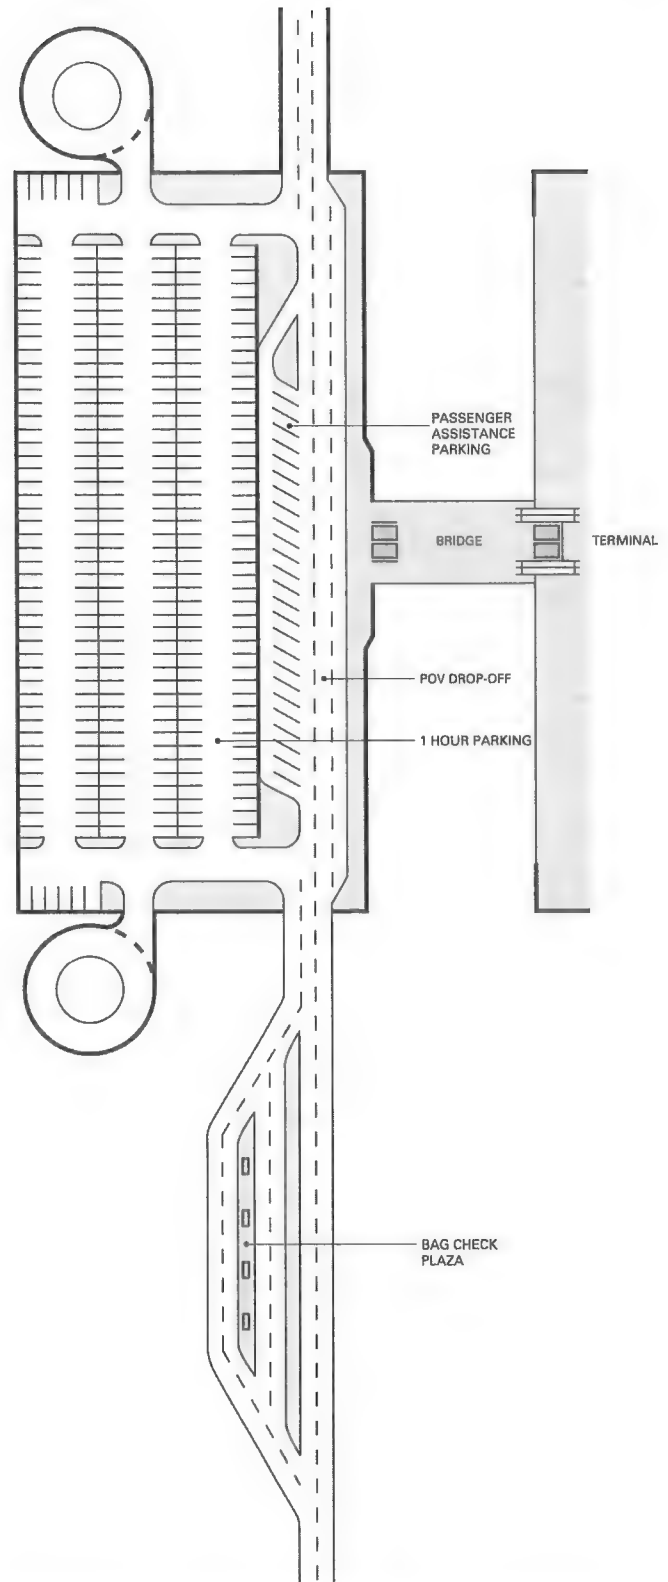 PASSENGER
ASSISTANCE
PARKING
BRIDGE
TERMINAL
POV DROP-OFF
1 HOUR PARKING
BAG CHECK
PLAZA